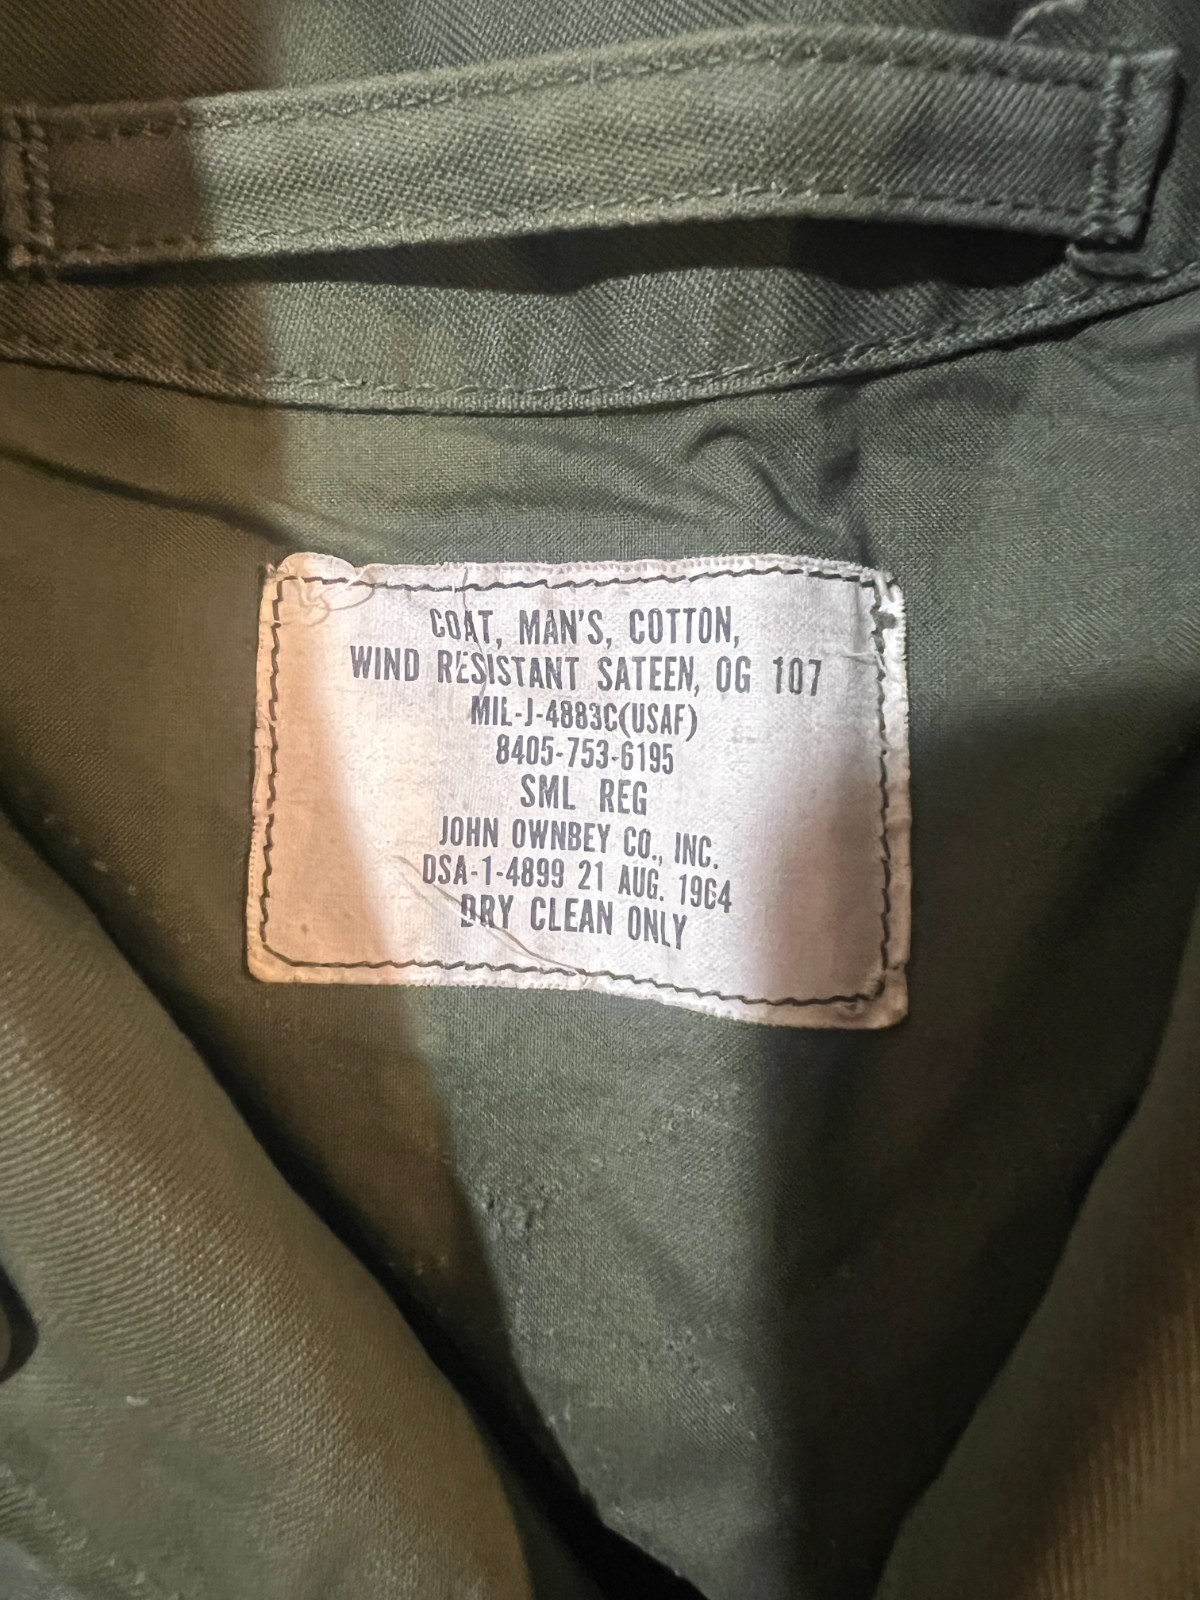 COAT, MAN'S, COTTON,
WIND RESISTANT SATEEN, OG 107
MIL-J-4883C(USAF)
8405-753-6195
SML REG
JOHN OWNBEY CO., INC.
DSA-1-4899 21 AUG. 1964
DRY CLEAN ONLY